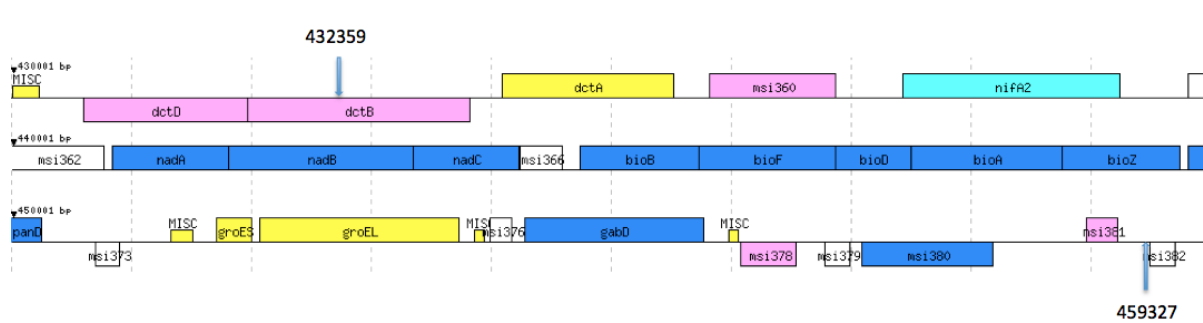 432359
430001 bp
MISC
dctA
msi360
nifA2
dctD
dctB
440001 bp
msi362
nadA
nadB
nadC
msi366
bioB
bioF
bioD
bioA
bioZ
450001 bp
MISC
MISC
MISC
panD
groES
groEL
msi376
gabD
msi381
msi373
msi378
msi379
msi380
msi382
459327